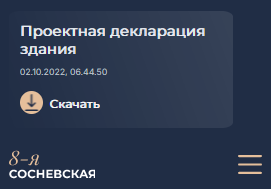 Проектная декларация
здания
02.10.2022, 06.44.50
Скачать
8-я
СОСНЕВСКАЯ